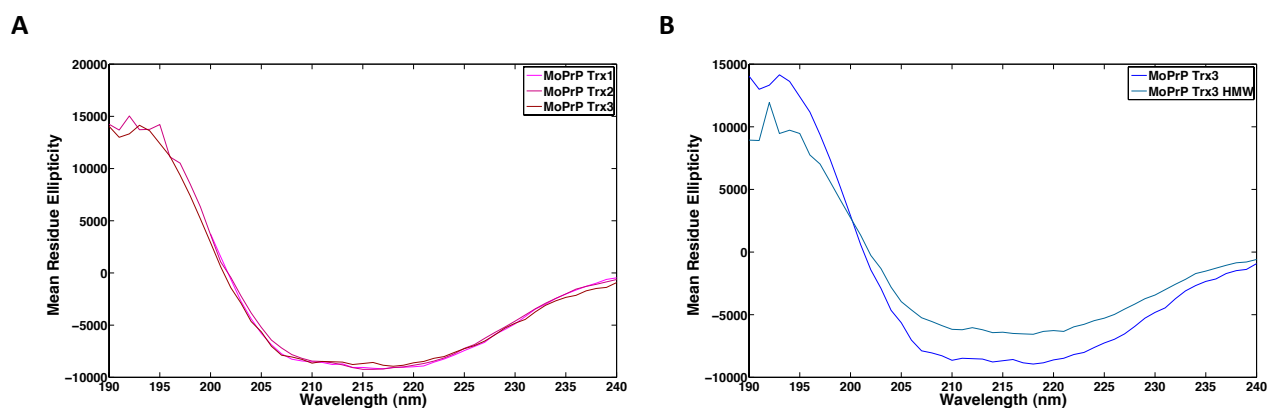 A
B
20000
15000
10000
5000
0
−5000
−10000
Mean Residue Ellipticity
MoPrP Trx1
MoPrP Trx2
MoPrP Trx3
190 195 200 205 210 215 220 225 230 235 240
Wavelength (nm)
15000
10000
5000
0
−5000
−10000
Mean Residue Ellipticity
MoPrP Trx3
MoPrP Trx3 HMW
190 195 200 205 210 215 220 225 230 235 240
Wavelength (nm)